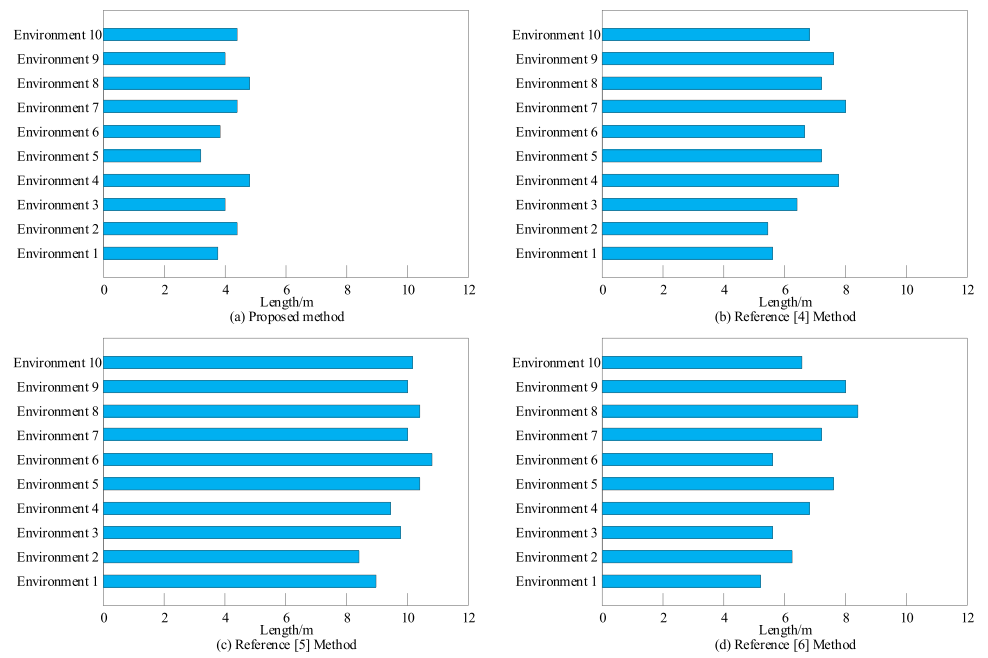 Environment 10
Environment 9
Environment 8
Environment 7
Environment 6
Environment 5
Environment 4
Environment 3
Environment 2
Environment 1
0 2 4 6 8 10 12
Length/m
(a) Proposed method
Environment 10
Environment 9
Environment 8
Environment 7
Environment 6
Environment 5
Environment 4
Environment 3
Environment 2
Environment 1
0 2 4 6 8 10 12
Length/m
(b) Reference [4] Method
Environment 10
Environment 9
Environment 8
Environment 7
Environment 6
Environment 5
Environment 4
Environment 3
Environment 2
Environment 1
0 2 4 6 8 10 12
Length/m
(c) Reference [5] Method
Environment 10
Environment 9
Environment 8
Environment 7
Environment 6
Environment 5
Environment 4
Environment 3
Environment 2
Environment 1
0 2 4 6 8 10 12
Length/m
(d) Reference [6] Method